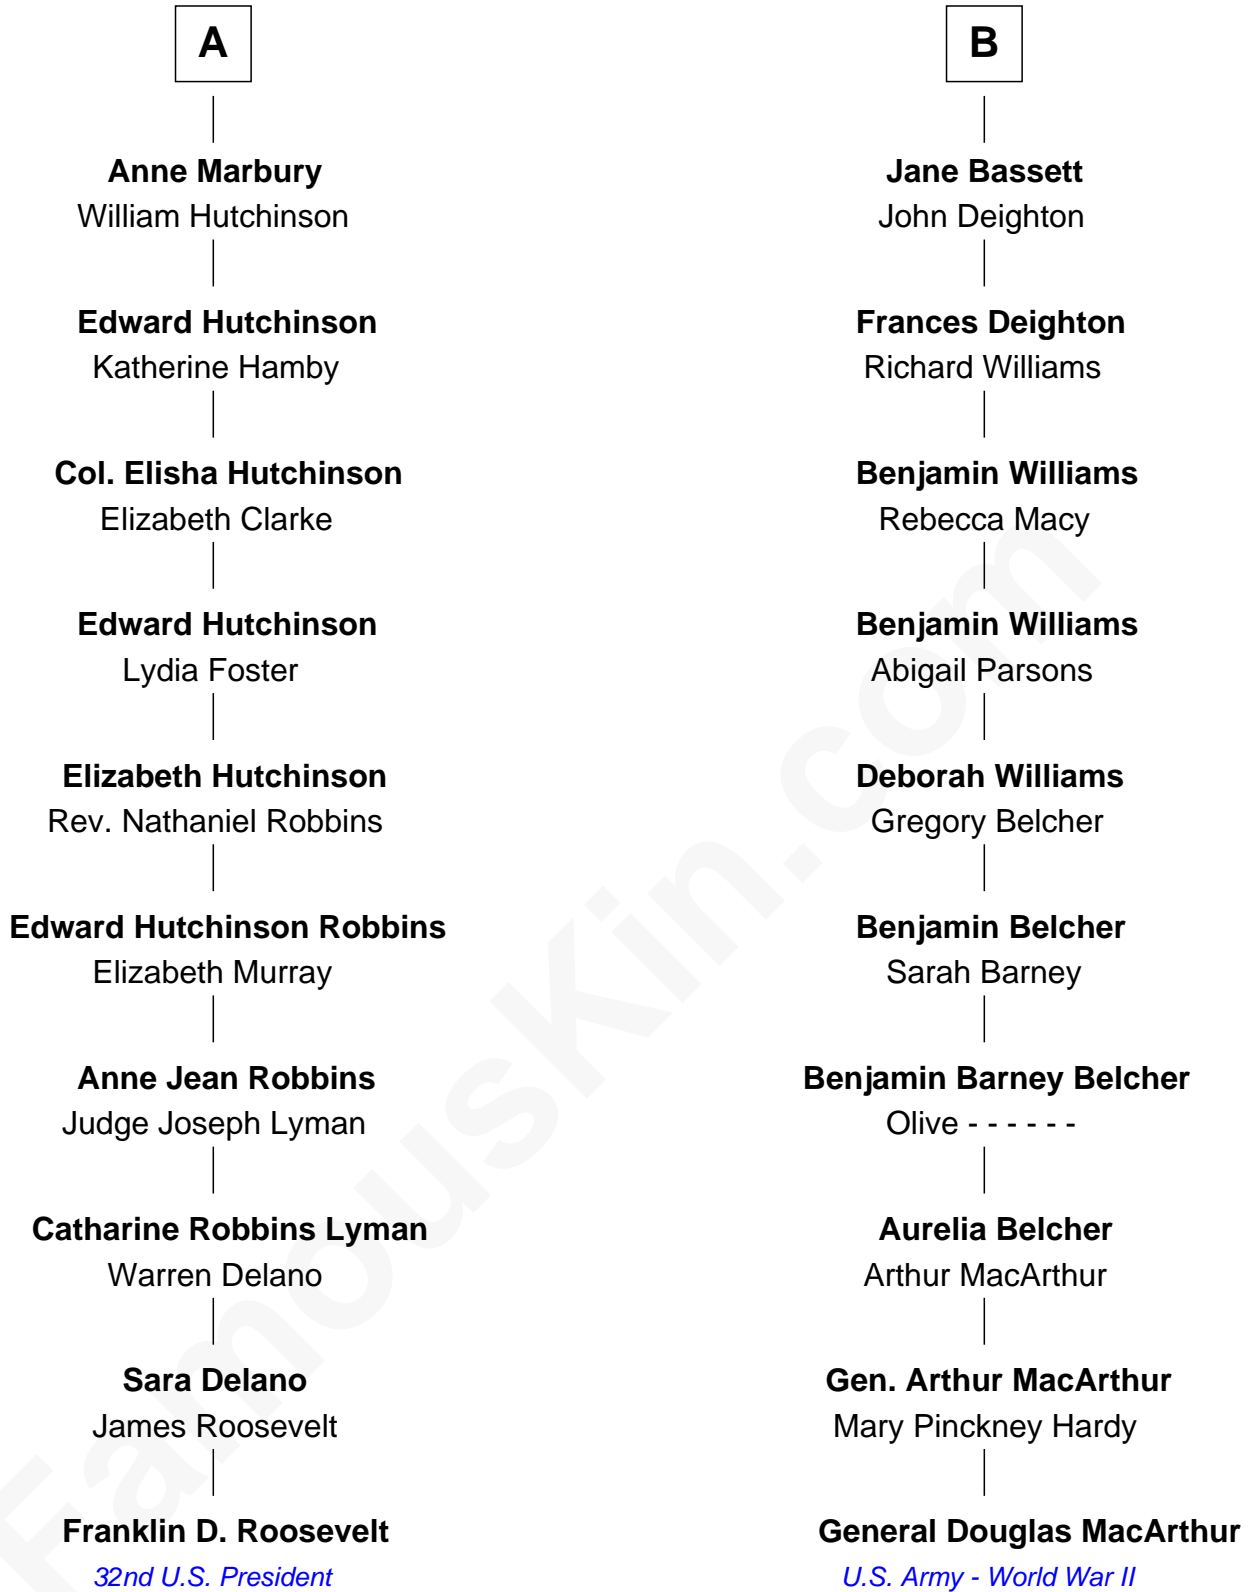 A
Anne Marbury
William Hutchinson
Edward Hutchinson
Katherine Hamby
Col. Elisha Hutchinson
Elizabeth Clarke
Edward Hutchinson
Lydia Foster
Elizabeth Hutchinson
Rev. Nathaniel Robbins
Edward Hutchinson Robbins
Elizabeth Murray
Anne Jean Robbins
Judge Joseph Lyman
Catharine Robbins Lyman
Warren Delano
Sara Delano
James Roosevelt
Franklin D. Roosevelt
32nd U.S. President
B
Jane Bassett
John Deighton
Frances Deighton
Richard Williams
Benjamin Williams
Rebecca Macy
Benjamin Williams
Abigail Parsons
Deborah Williams
Gregory Belcher
Benjamin Belcher
Sarah Barney
Benjamin Barney Belcher
Olive - - - - - -
Aurelia Belcher
Arthur MacArthur
Gen. Arthur MacArthur
Mary Pinckney Hardy
General Douglas MacArthur
U.S. Army - World War II
FamousKin.com